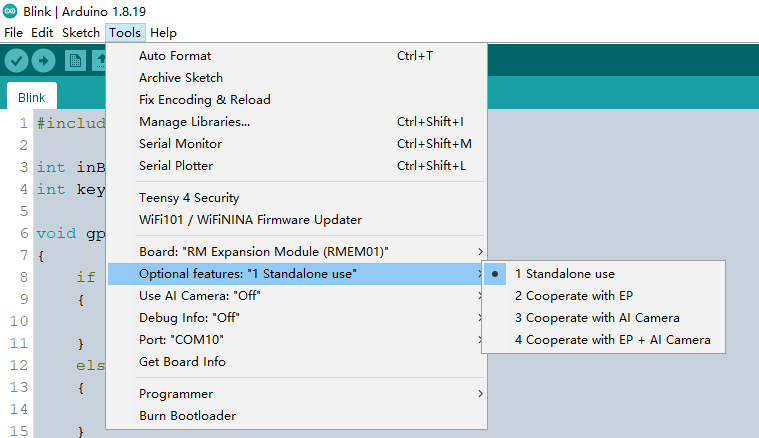 Blink | Arduino 1.8.19
File Edit Sketch Tools Help
Auto Format Ctrl+T
Archive Sketch
Fix Encoding & Reload
Manage Libraries... Ctrl+Shift+I
Serial Monitor Ctrl+Shift+M
Serial Plotter Ctrl+Shift+L
Teensy 4 Security
WiFi101 / WiFiNINA Firmware Updater
Board: "RM Expansion Module (RMEM01)"
Optional features: "1 Standalone use"
Use AI Camera: "Off"
Debug Info: "Off"
Port: "COM10"
Get Board Info
Programmer
Burn Bootloader
1 Standalone use
2 Cooperate with EP
3 Cooperate with AI Camera
4 Cooperate with EP + AI Camera
Blink
1 #includ
2
3 int inB
4 int key
5
6 void gp
7 {
8 if
9 {
10
11 }
12 els
13 {
14
15 }